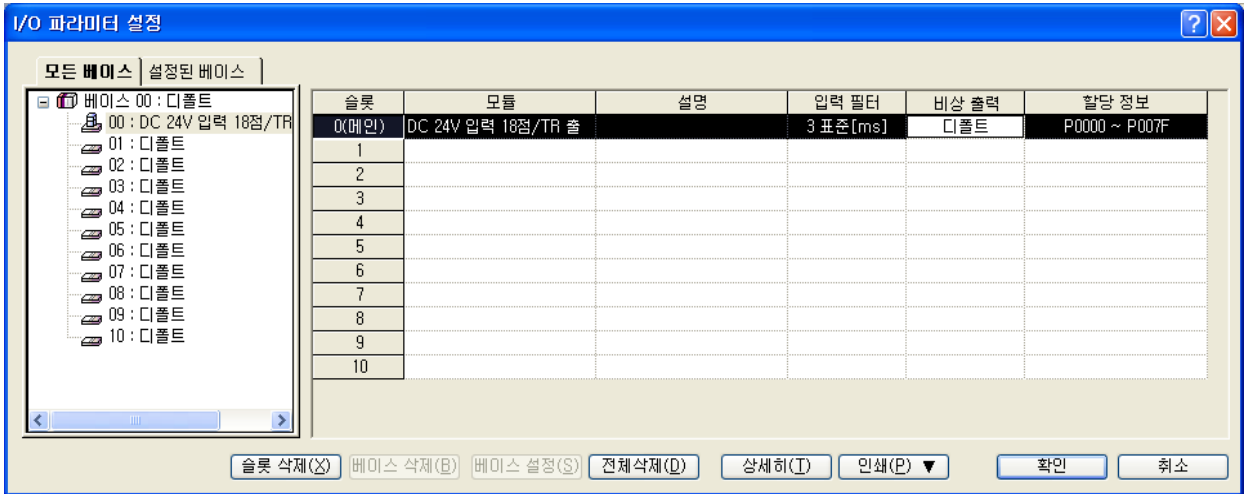 I/O 파라미터 설정
모든 베이스 설정된 베이스
베이스 00 : 디폴트
00 : DC 24V 입력 18점/TR
01 : 디폴트
02 : 디폴트
03 : 디폴트
04 : 디폴트
05 : 디폴트
06 : 디폴트
07 : 디폴트
08 : 디폴트
09 : 디폴트
10 : 디폴트
슬롯 모듈 설명 입력 필터 비상 출력 할당 정보
0(메인) DC 24V 입력 18점/TR 출 3 표준[ms] 디폴트 P0000 ~ P007F
1
2
3
4
5
6
7
8
9
10
슬롯 삭제(X) 베이스 삭제(B) 베이스 설정(S) 전체삭제(D) 상세히(T) 인쇄(P) ▼ 확인 취소